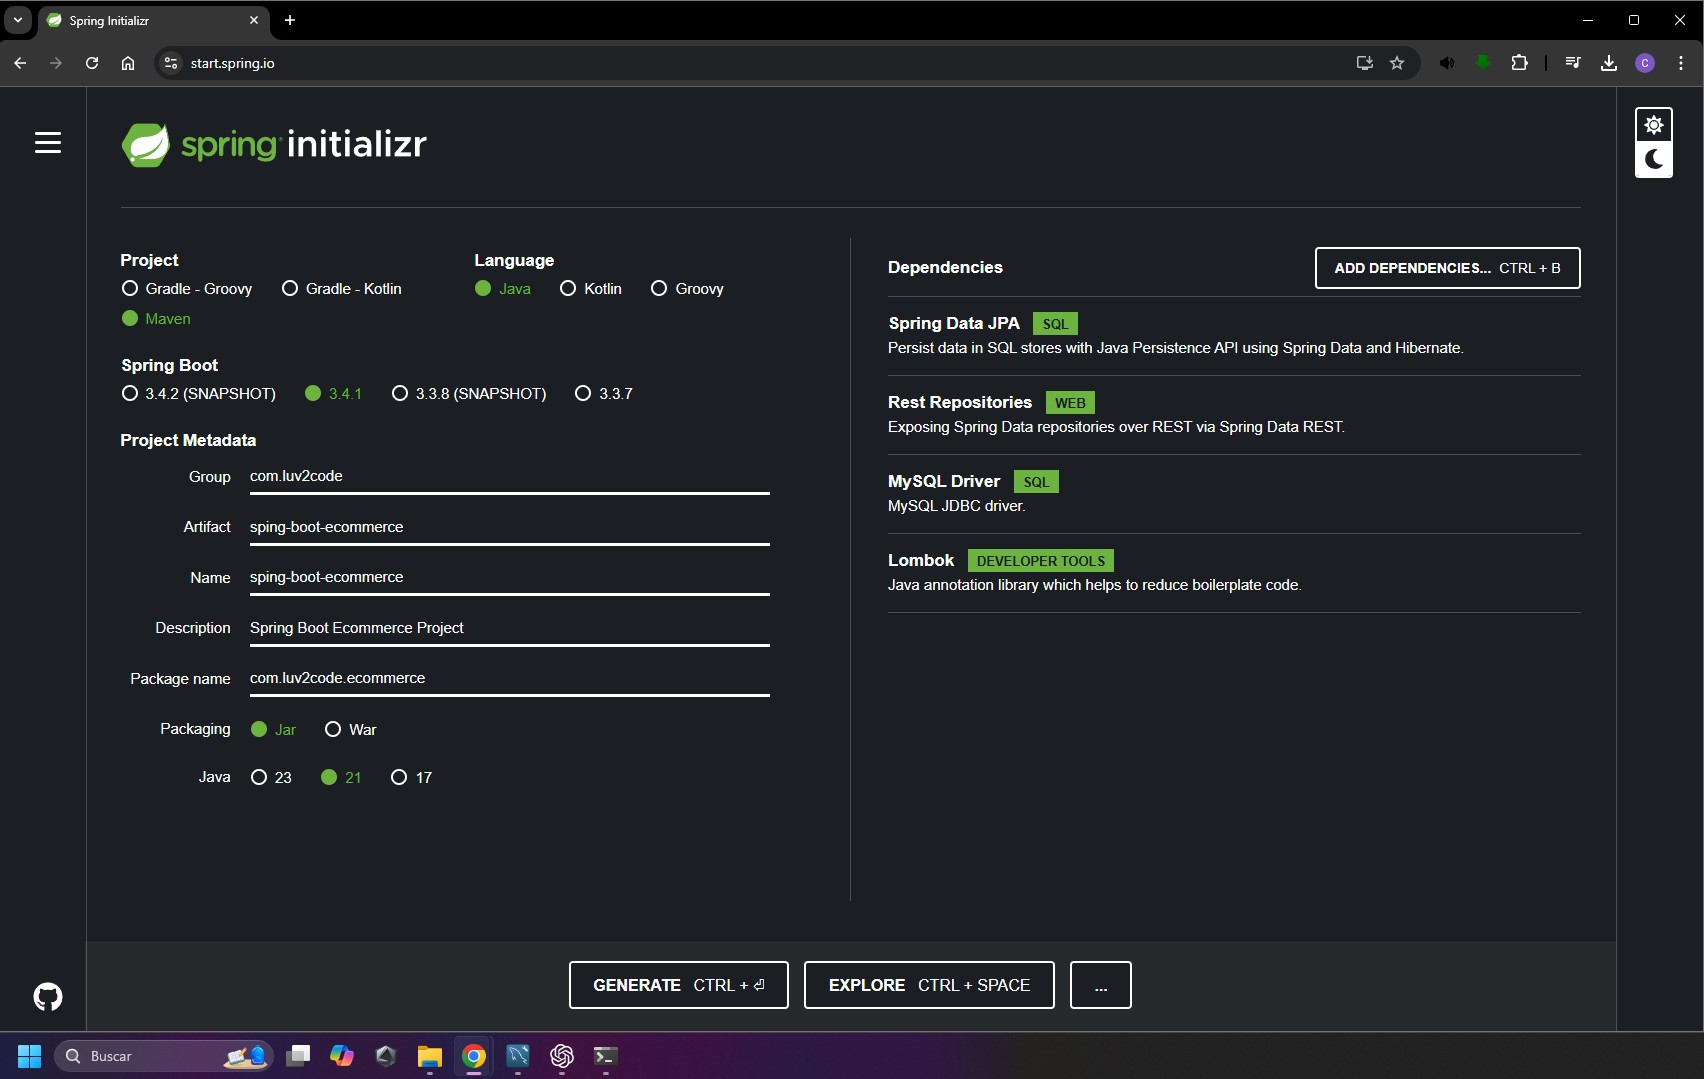 Spring Initializr
start.spring.io
C
spring initializr
Project
Gradle - Groovy
Gradle - Kotlin
Maven
Language
Java
Kotlin
Groovy
Spring Boot
3.4.2 (SNAPSHOT)
3.4.1
3.3.8 (SNAPSHOT)
3.3.7
Project Metadata
Group com.luv2code
Artifact sping-boot-ecommerce
Name sping-boot-ecommerce
Description Spring Boot Ecommerce Project
Package name com.luv2code.ecommerce
Packaging Jar War
Java 23 21 17
Dependencies
ADD DEPENDENCIES... CTRL + B
Spring Data JPA SQL
Persist data in SQL stores with Java Persistence API using Spring Data and Hibernate.
Rest Repositories WEB
Exposing Spring Data repositories over REST via Spring Data REST.
MySQL Driver SQL
MySQL JDBC driver.
Lombok DEVELOPER TOOLS
Java annotation library which helps to reduce boilerplate code.
GENERATE CTRL + ⏎
EXPLORE CTRL + SPACE
...
Buscar